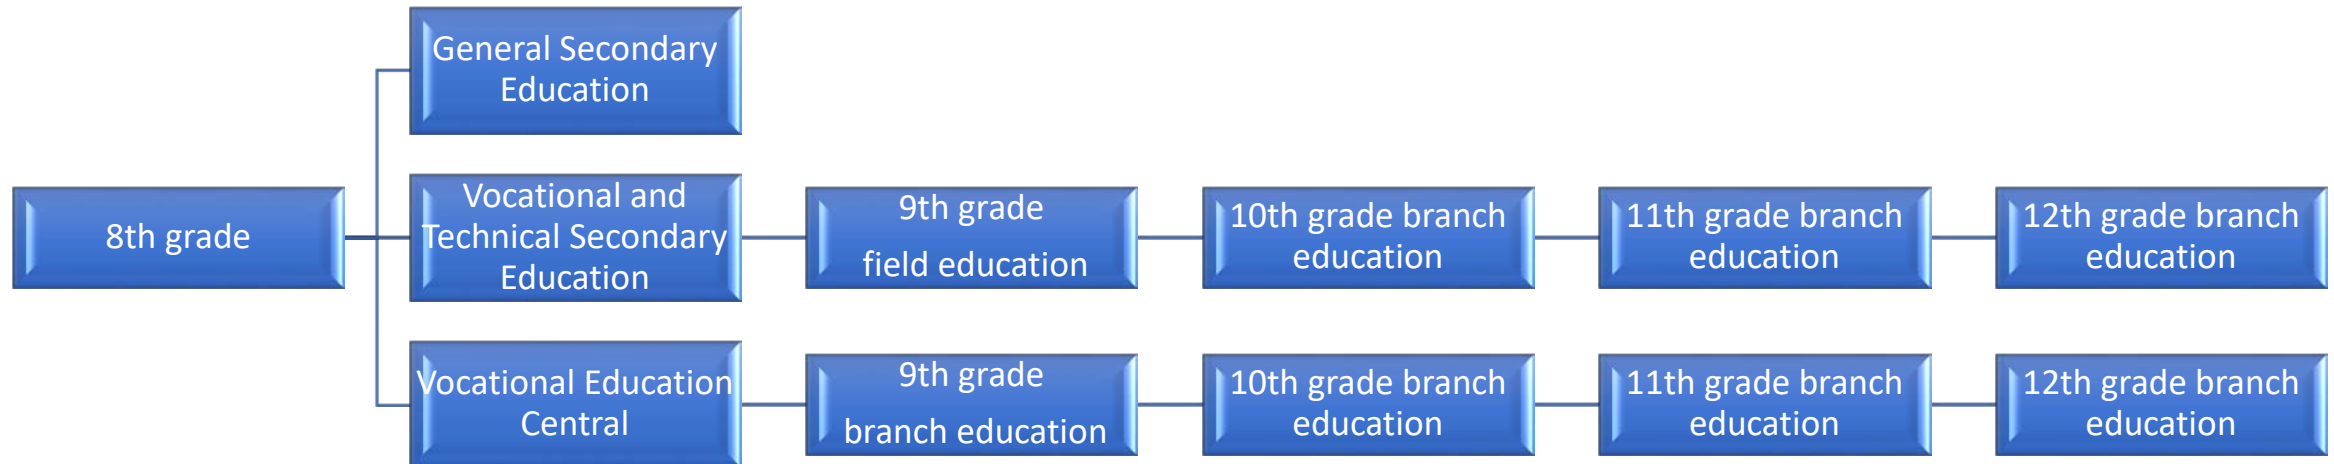 General Secondary
Education
8th grade
Vocational and
Technical Secondary
Education
9th grade
field education
10th grade branch
education
11th grade branch
education
12th grade branch
education
Vocational Education
Central
9th grade
branch education
10th grade branch
education
11th grade branch
education
12th grade branch
education